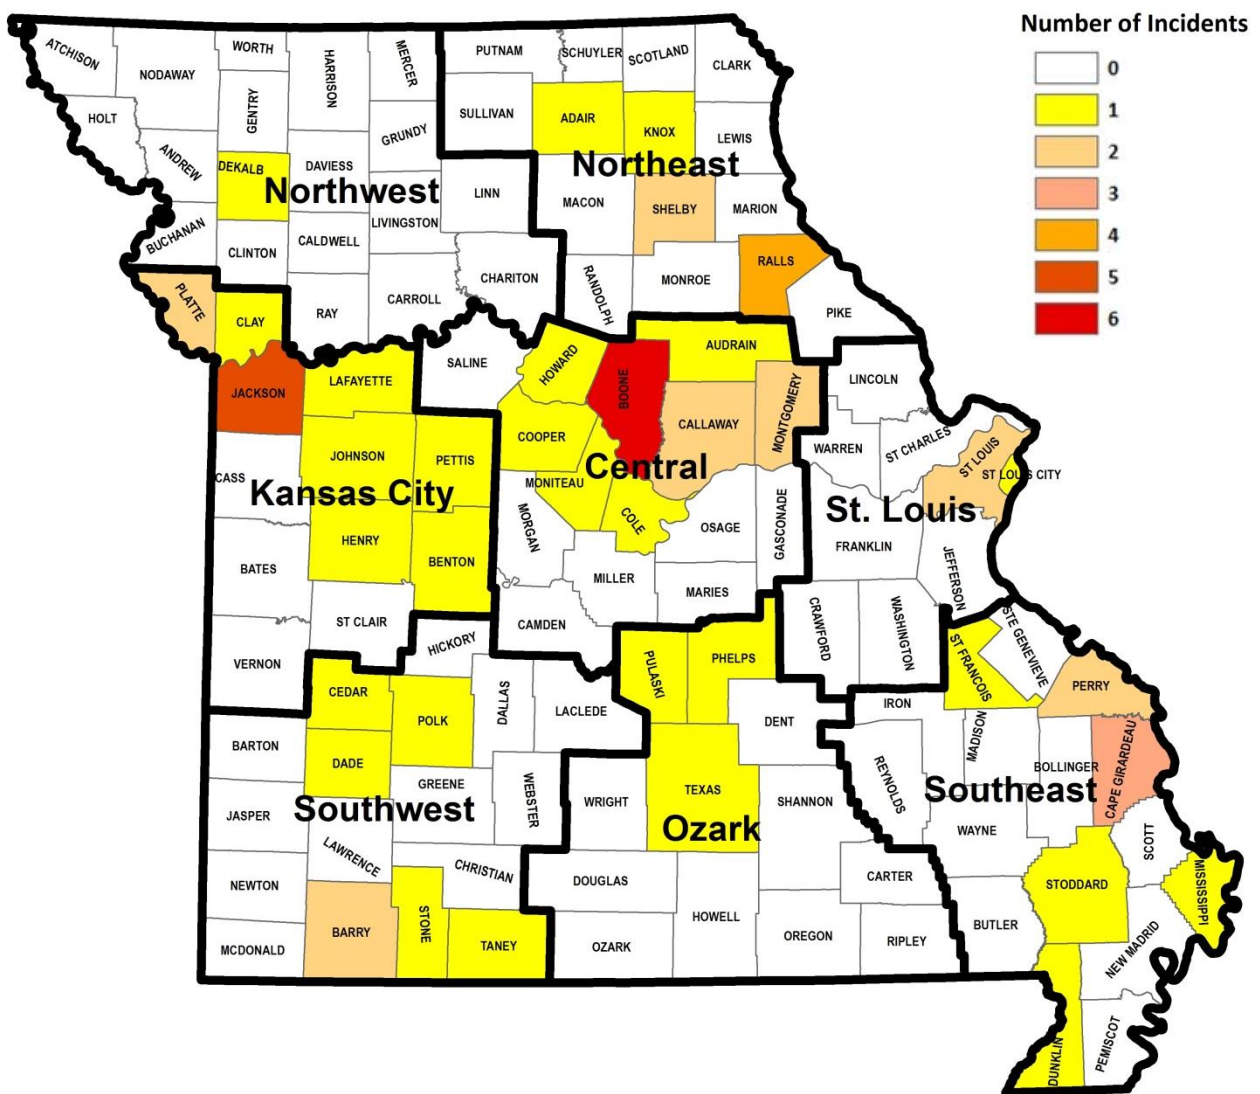 Number of Incidents
0
1
2
3
4
5
6
ATCHISON
NODAWAY
WORTH
HARRISON
MERCER
PUTNAM
SCHUYLER
SCOTLAND
CLARK
HOLT
GENTRY
GRUNDY
SULLIVAN
ADAIR
KNOX
LEWIS
ANDREW
DEKALB
DAVIESS
Northwest
LINN
Northeast
MACON
SHELBY
MARION
BUCHANAN
CLINTON
CALDWELL
LIVINGSTON
CHARITON
RANDOLPH
MONROE
RALLS
PIKE
PLATTE
CLAY
RAY
CARROLL
SALINE
HOWARD
BOONE
AUDRAIN
LINCOLN
JACKSON
LAFAYETTE
COOPER
CALLAWAY
MONTGOMERY
WARREN
ST CHARLES
ST LOUIS
ST LOUIS CITY
CASS
JOHNSON
PETTIS
Kansas City
Central
MONITEAU
COLE
MORGAN
OSAGE
GASCONADE
St. Louis
FRANKLIN
JEFFERSON
BATES
HENRY
BENTON
MILLER
MARIES
CRAWFORD
WASHINGTON
VERNON
ST CLAIR
HICKORY
CAMDEN
PULASKI
PHELPS
ST FRANCOIS
STE GENEVIEVE
PERRY
CEDAR
POLK
DALLAS
LACLEDE
DENT
IRON
MADISON
BOLLINGER
CAPE GIRARDEAU
BARTON
DADE
GREENE
WEBSTER
WRIGHT
TEXAS
SHANNON
REYNOLDS
Southwest
Ozark
Southeast
JASPER
LAWRENCE
CHRISTIAN
WAYNE
SCOTT
NEWTON
BARRY
STONE
TANEY
DOUGLAS
HOWELL
CARTER
STODDARD
MISSISSIPPI
MCDONALD
OZARK
OREGON
RIPLEY
BUTLER
NEW MADRID
DUNKLIN
PEMISCOT